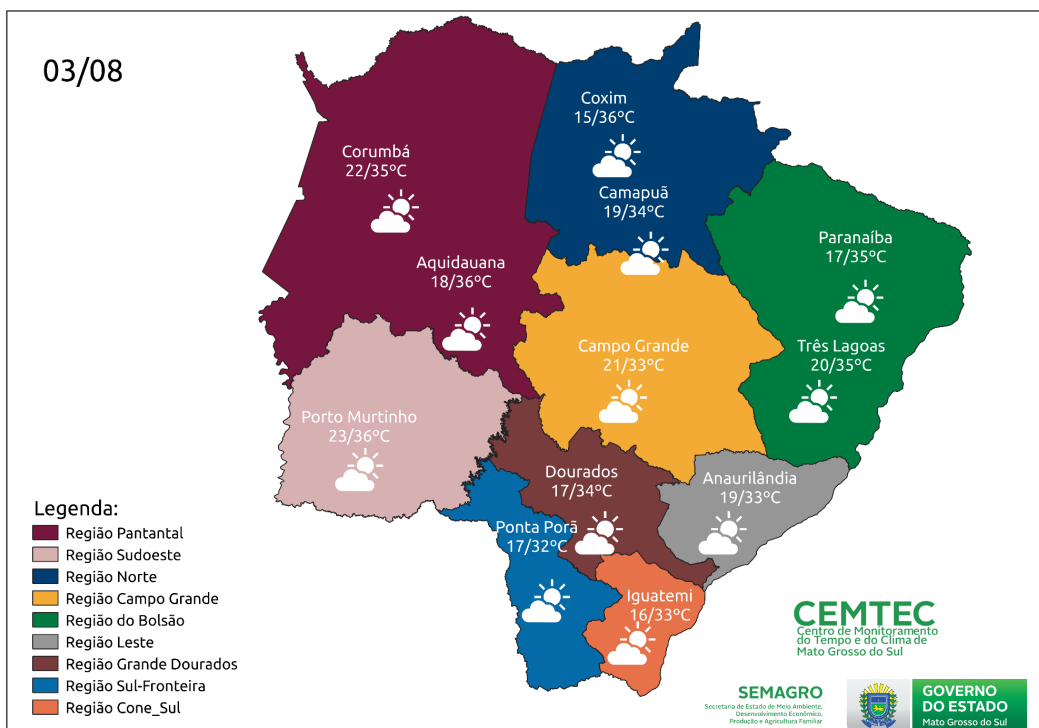 03/08
Coxim
15/36ºC
Corumbá
22/35ºC
Camapuã
19/34ºC
Paranaíba
17/35ºC
Aquidauana
18/36ºC
Campo Grande
21/33ºC
Três Lagoas
20/35ºC
Porto Murtinho
23/36ºC
Dourados
17/34ºC
Anaurilândia
19/33ºC
Ponta Porã
17/32ºC
Iguatemi
16/33ºC
Legenda:
Região Pantantal
Região Sudoeste
Região Norte
Região Campo Grande
Região do Bolsão
Região Leste
Região Grande Dourados
Região Sul-Fronteira
Região Cone_Sul
CEMTEC
Centro de Monitoramento
do Tempo e do Clima de
Mato Grosso do Sul
SEMAGRO
Secretaria de Estado de Meio Ambiente,
Desenvolvimento Econômico,
Produção e Agricultura Familiar
GOVERNO
DO ESTADO
Mato Grosso do Sul